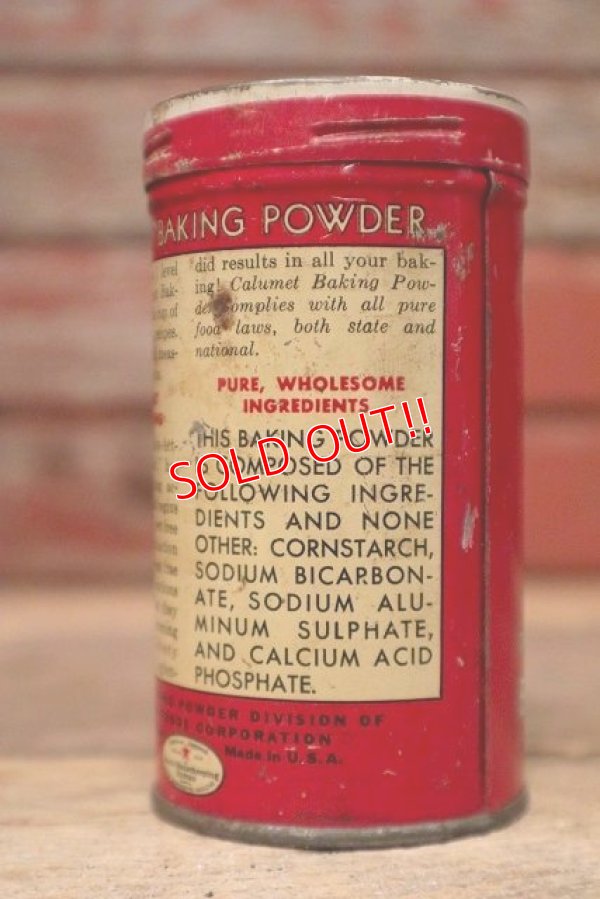 BAKING POWDER
level
did results in all your bak-
ing! Calumet Baking Pow-
der complies with all pure
food laws, both state and
national.
PURE, WHOLESOME
INGREDIENTS
THIS BAKING POWDER
IS COMPOSED OF THE
FOLLOWING INGRE-
DIENTS AND NONE
OTHER: CORNSTARCH,
SODIUM BICARBON-
ATE, SODIUM ALU-
MINUM SULPHATE,
AND CALCIUM ACID
PHOSPHATE.
SOLD OUT!!
POWDER DIVISION OF
CORPORATION
Made in U. S. A.